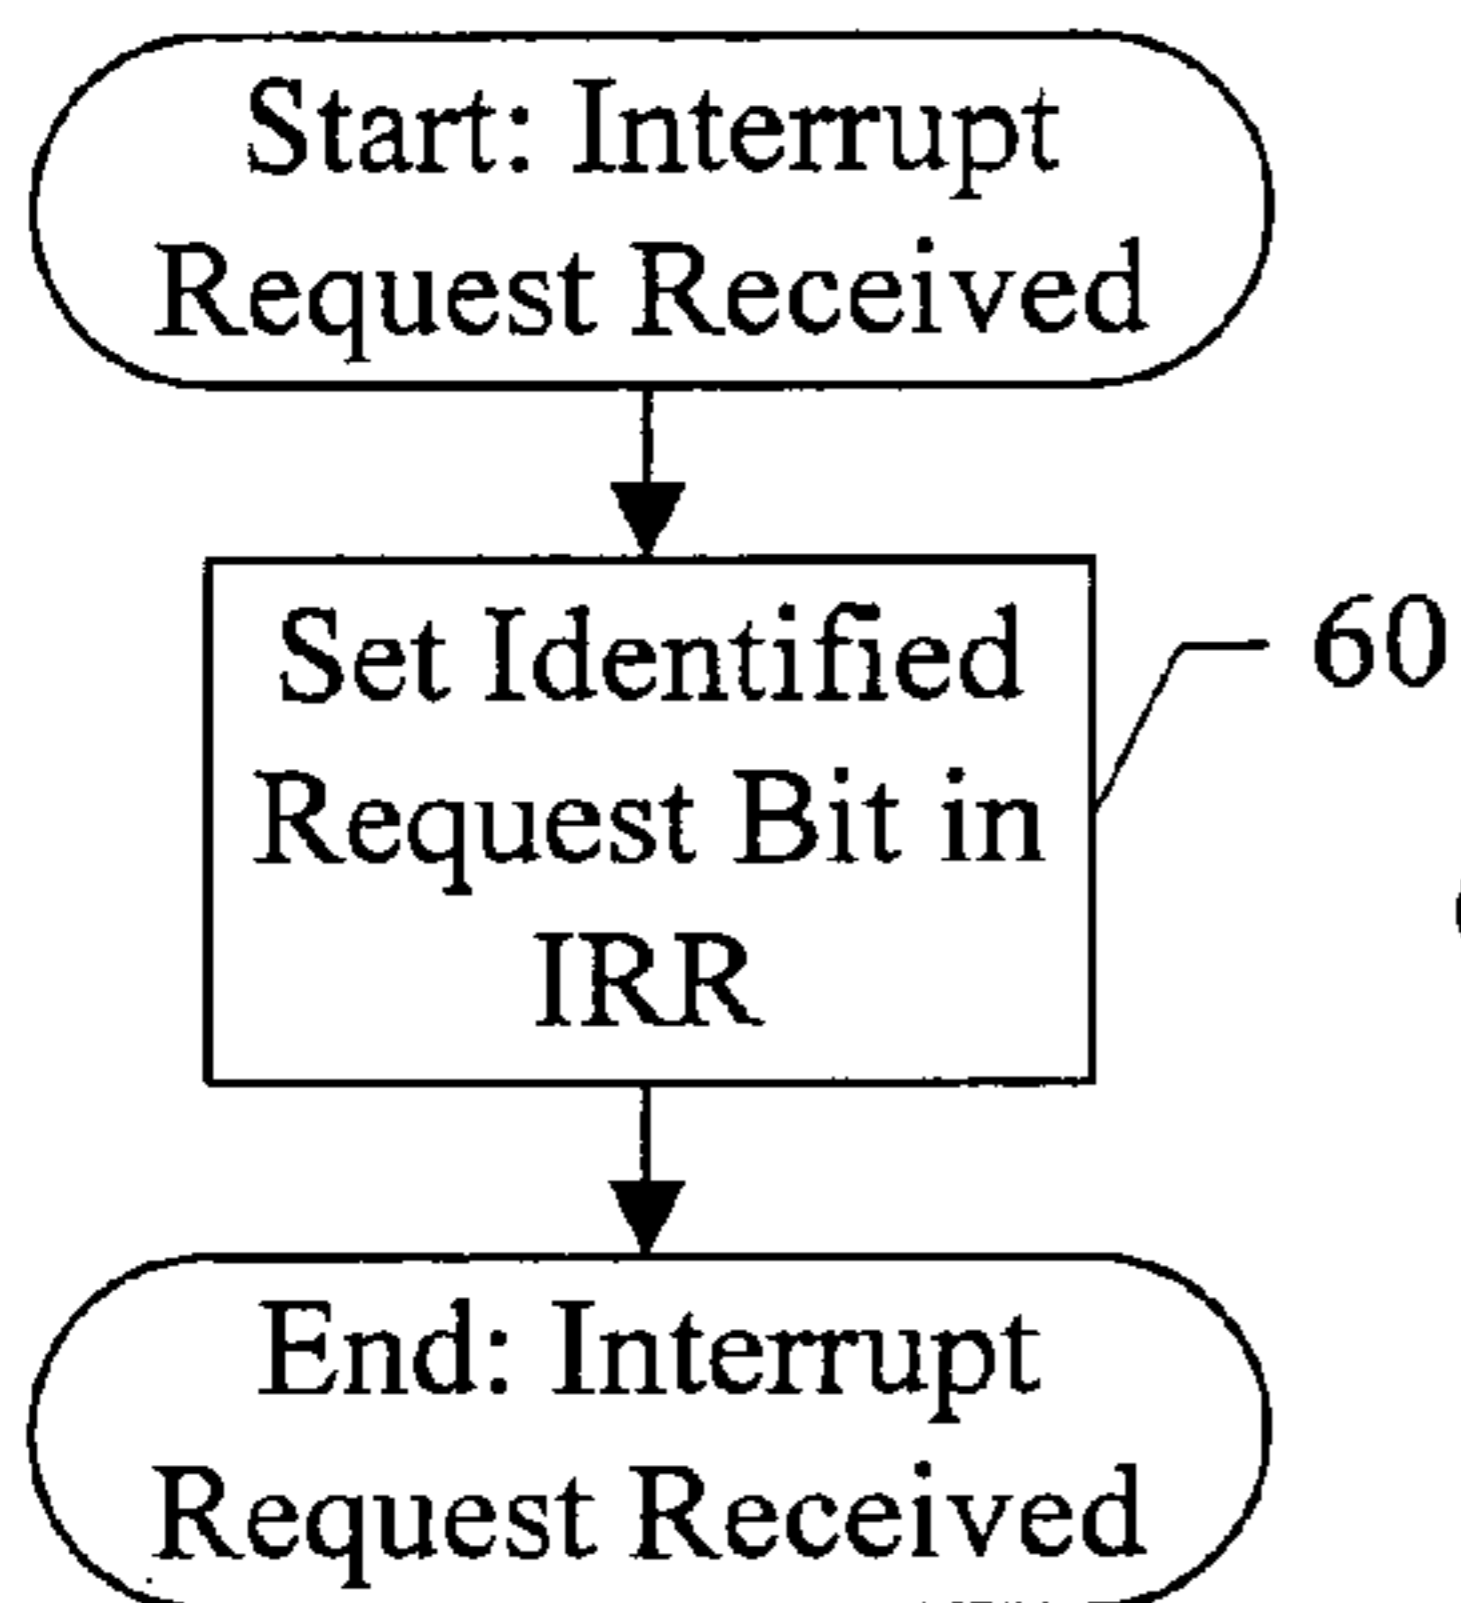 Start: Interrupt
Request Received
Set Identified
Request Bit in
IRR
60
End: Interrupt
Request Received